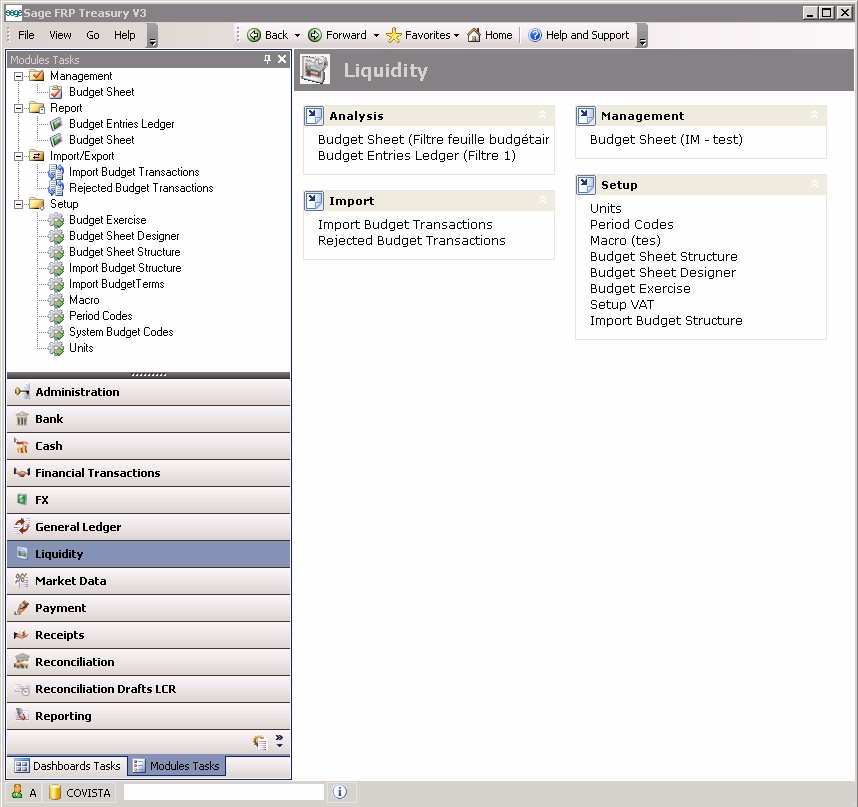 sage Sage FRP Treasury V3
File View Go Help Back Forward Favorites Home Help and Support
Modules Tasks
Management
Budget Sheet
Report
Budget Entries Ledger
Budget Sheet
Import/Export
Import Budget Transactions
Rejected Budget Transactions
Setup
Budget Exercise
Budget Sheet Designer
Budget Sheet Structure
Import Budget Structure
Import BudgetTerms
Macro
Period Codes
System Budget Codes
Units
Administration
Bank
Cash
Financial Transactions
FX
General Ledger
Liquidity
Market Data
Payment
Receipts
Reconciliation
Reconciliation Drafts LCR
Reporting
Dashboards Tasks Modules Tasks
A COVISTA
Liquidity
Analysis
Budget Sheet (Filtre feuille budgétair
Budget Entries Ledger (Filtre 1)
Import
Import Budget Transactions
Rejected Budget Transactions
Management
Budget Sheet (IM - test)
Setup
Units
Period Codes
Macro (tes)
Budget Sheet Structure
Budget Sheet Designer
Budget Exercise
Setup VAT
Import Budget Structure